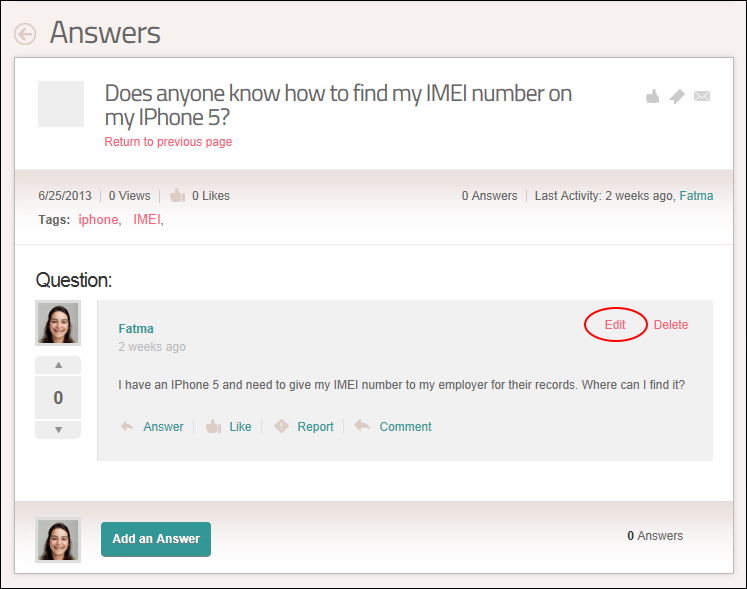 Answers
Does anyone know how to find my IMEI number on
my IPhone 5?
Return to previous page
6/25/2013 0 Views 0 Likes 0 Answers Last Activity: 2 weeks ago, Fatma
Tags: iphone, IMEI,
Question:
Fatma Edit Delete
2 weeks ago
0
I have an IPhone 5 and need to give my IMEI number to my employer for their records. Where can I find it?
Answer Like Report Comment
Add an Answer 0 Answers